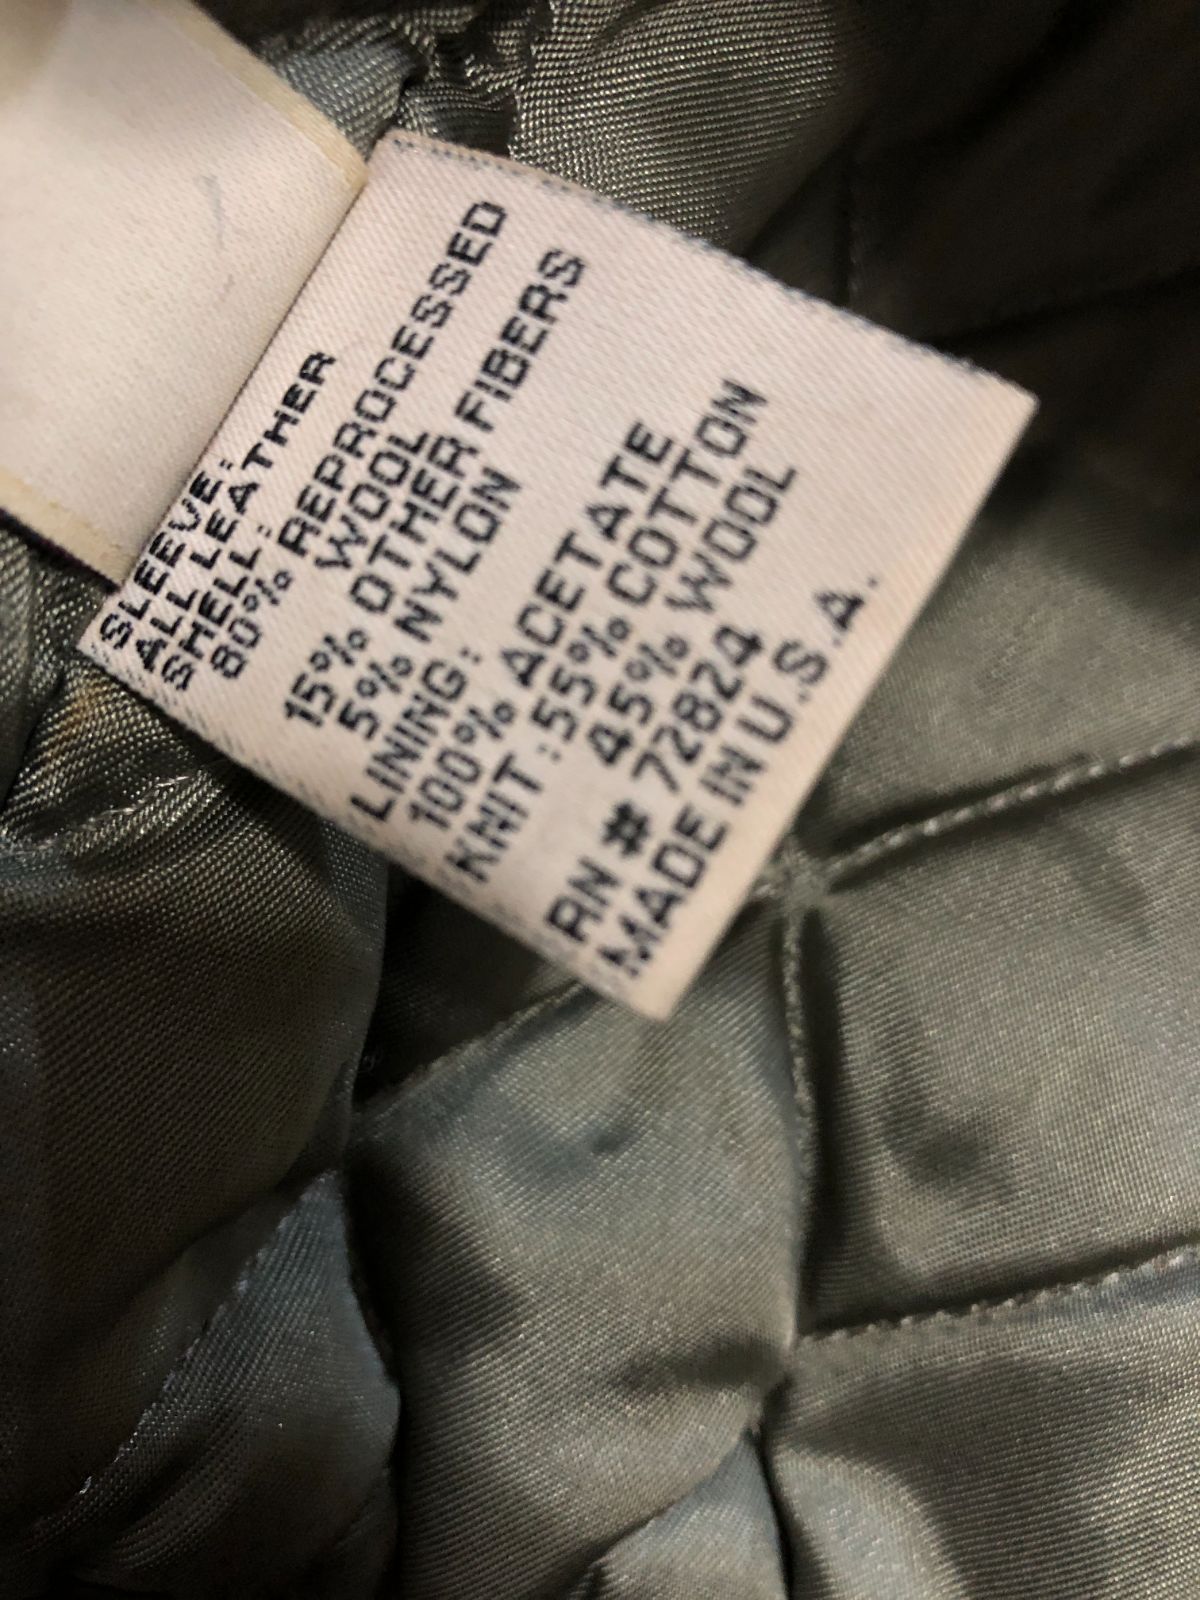 SLEEVE:
ALL LEATHER
SHELL:
80% REPROCESSED
WOOL
15% OTHER FIBERS
5% NYLON
LINING:
100% ACETATE
KNIT:55% COTTON
45% WOOL
RN # 72824
MADE IN U.S.A.